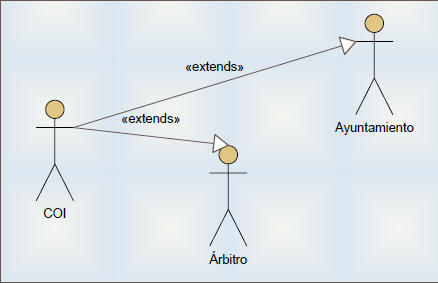 «extends»
Ayuntamiento
«extends»
COI
Árbitro